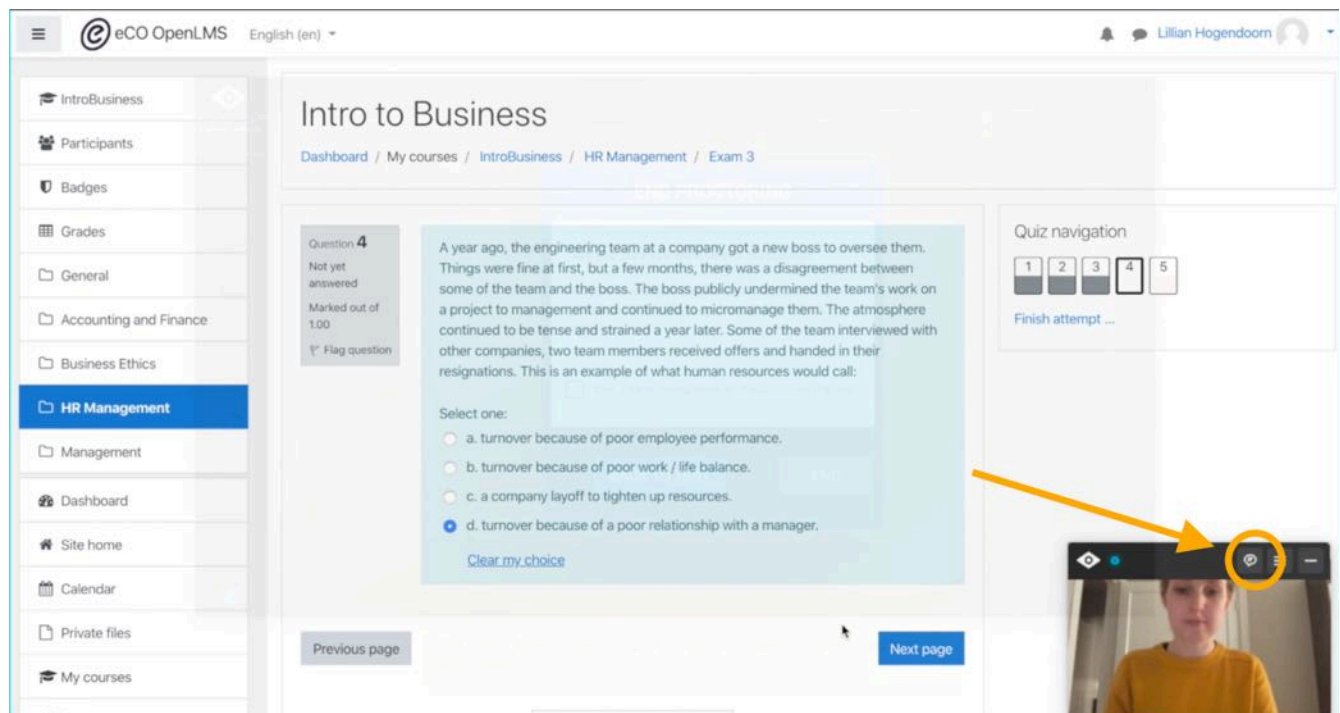 eCO OpenLMS
English (en)
Lillian Hogendoorn
IntroBusiness
Participants
Badges
Grades
General
Accounting and Finance
Business Ethics
HR Management
Management
Dashboard
Site home
Calendar
Private files
My courses
Intro to Business
Dashboard / My courses / IntroBusiness / HR Management / Exam 3
Question 4
Not yet
answered
Marked out of
1.00
Flag question
A year ago, the engineering team at a company got a new boss to oversee them.
Things were fine at first, but a few months, there was a disagreement between
some of the team and the boss. The boss publicly undermined the team's work on
a project to management and continued to micromanage them. The atmosphere
continued to be tense and strained a year later. Some of the team interviewed with
other companies, two team members received offers and handed in their
resignations. This is an example of what human resources would call:
Select one:
a. turnover because of poor employee performance.
b. turnover because of poor work / life balance.
c. a company layoff to tighten up resources.
d. turnover because of a poor relationship with a manager.
Clear my choice
Previous page
Next page
Quiz navigation
1 2 3 4 5
Finish attempt ...